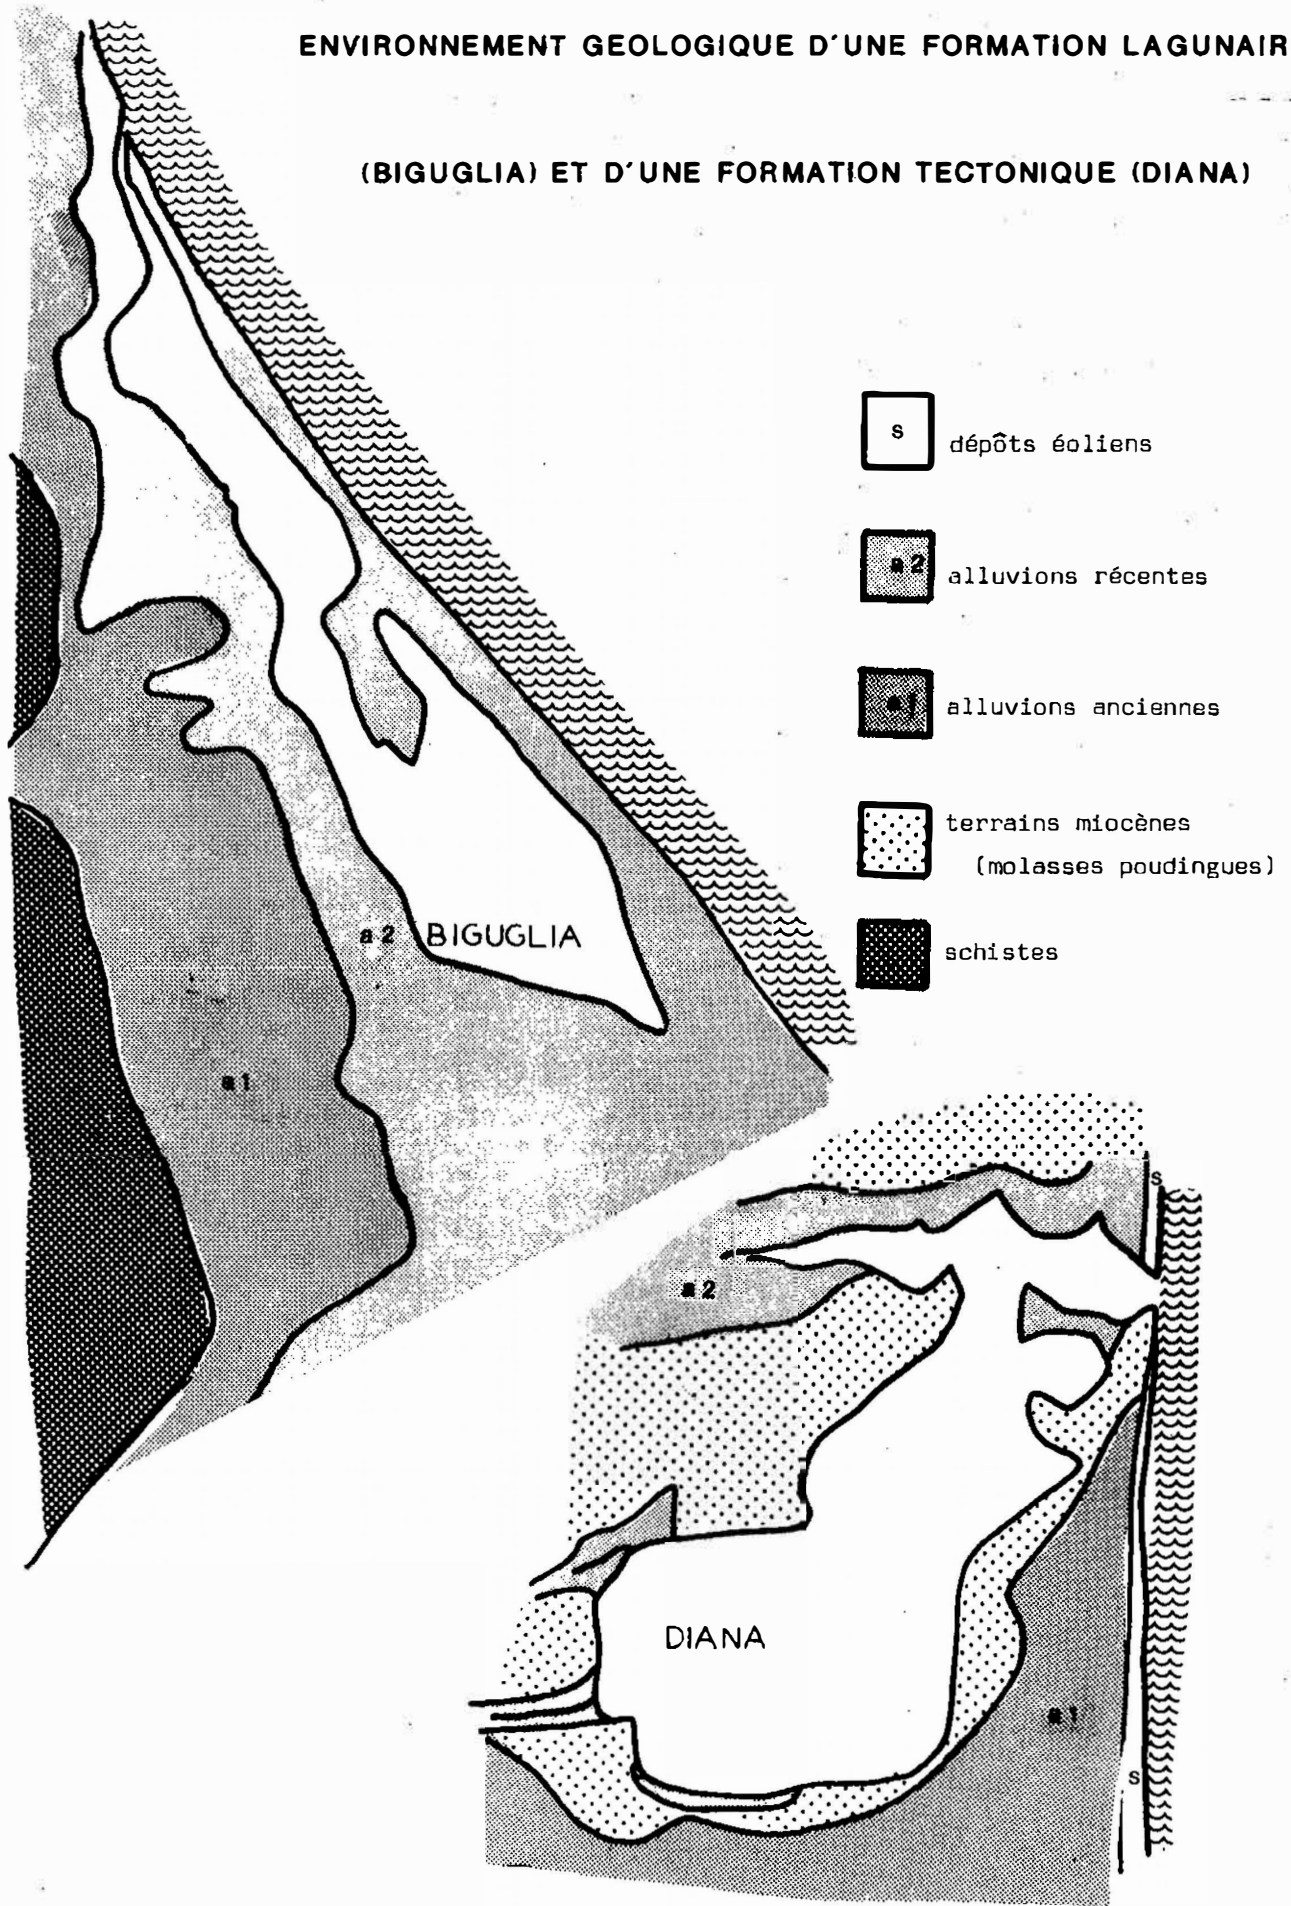 ENVIRONNEMENT GEOLOGIQUE D'UNE FORMATION LAGUNAIR
(BIGUGLIA) ET D'UNE FORMATION TECTONIQUE (DIANA)
s dépôts éoliens
a2 alluvions récentes
a1 alluvions anciennes
terrains miocènes
(molasses poudingues)
schistes
a2 BIGUGLIA
a1
s
a2
DIANA
a1
s